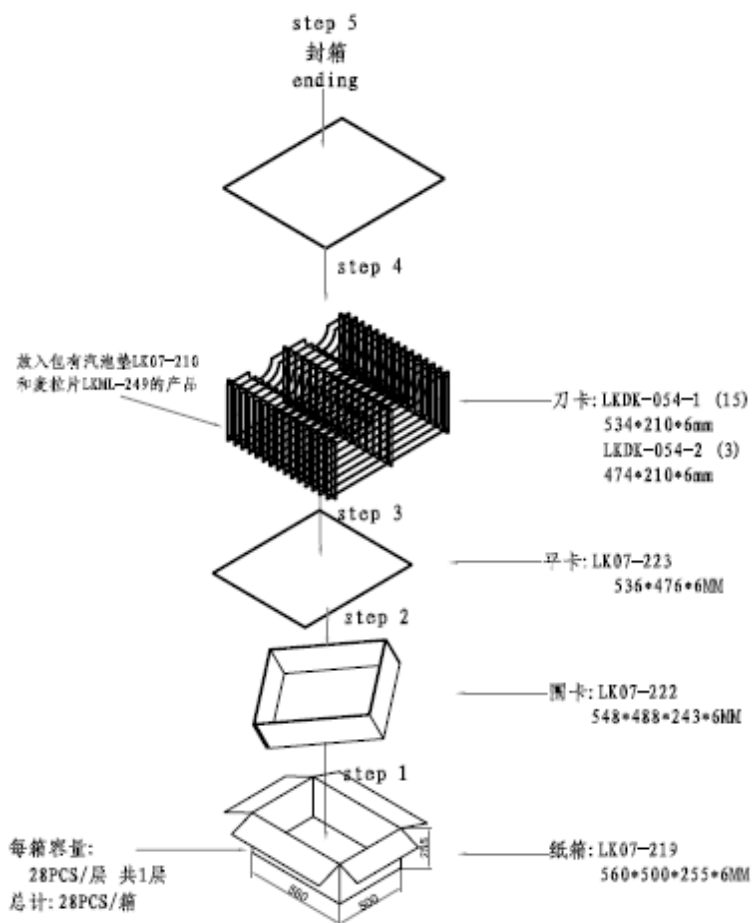 step 5
封箱
ending
step 4
放入包有汽泡垫LK07-210
和麦拉片LKML-249的产品
刀卡:LKDK-054-1 (15)
534*210*6mm
LKDK-054-2 (3)
474*210*6mm
step 3
平卡:LK07-223
536*476*6MM
step 2
围卡:LK07-222
548*488*243*6MM
step 1
每箱容量:
28PCS/层 共1层
总计:28PCS/箱
255
560
500
纸箱:LK07-219
560*500*255*6MM